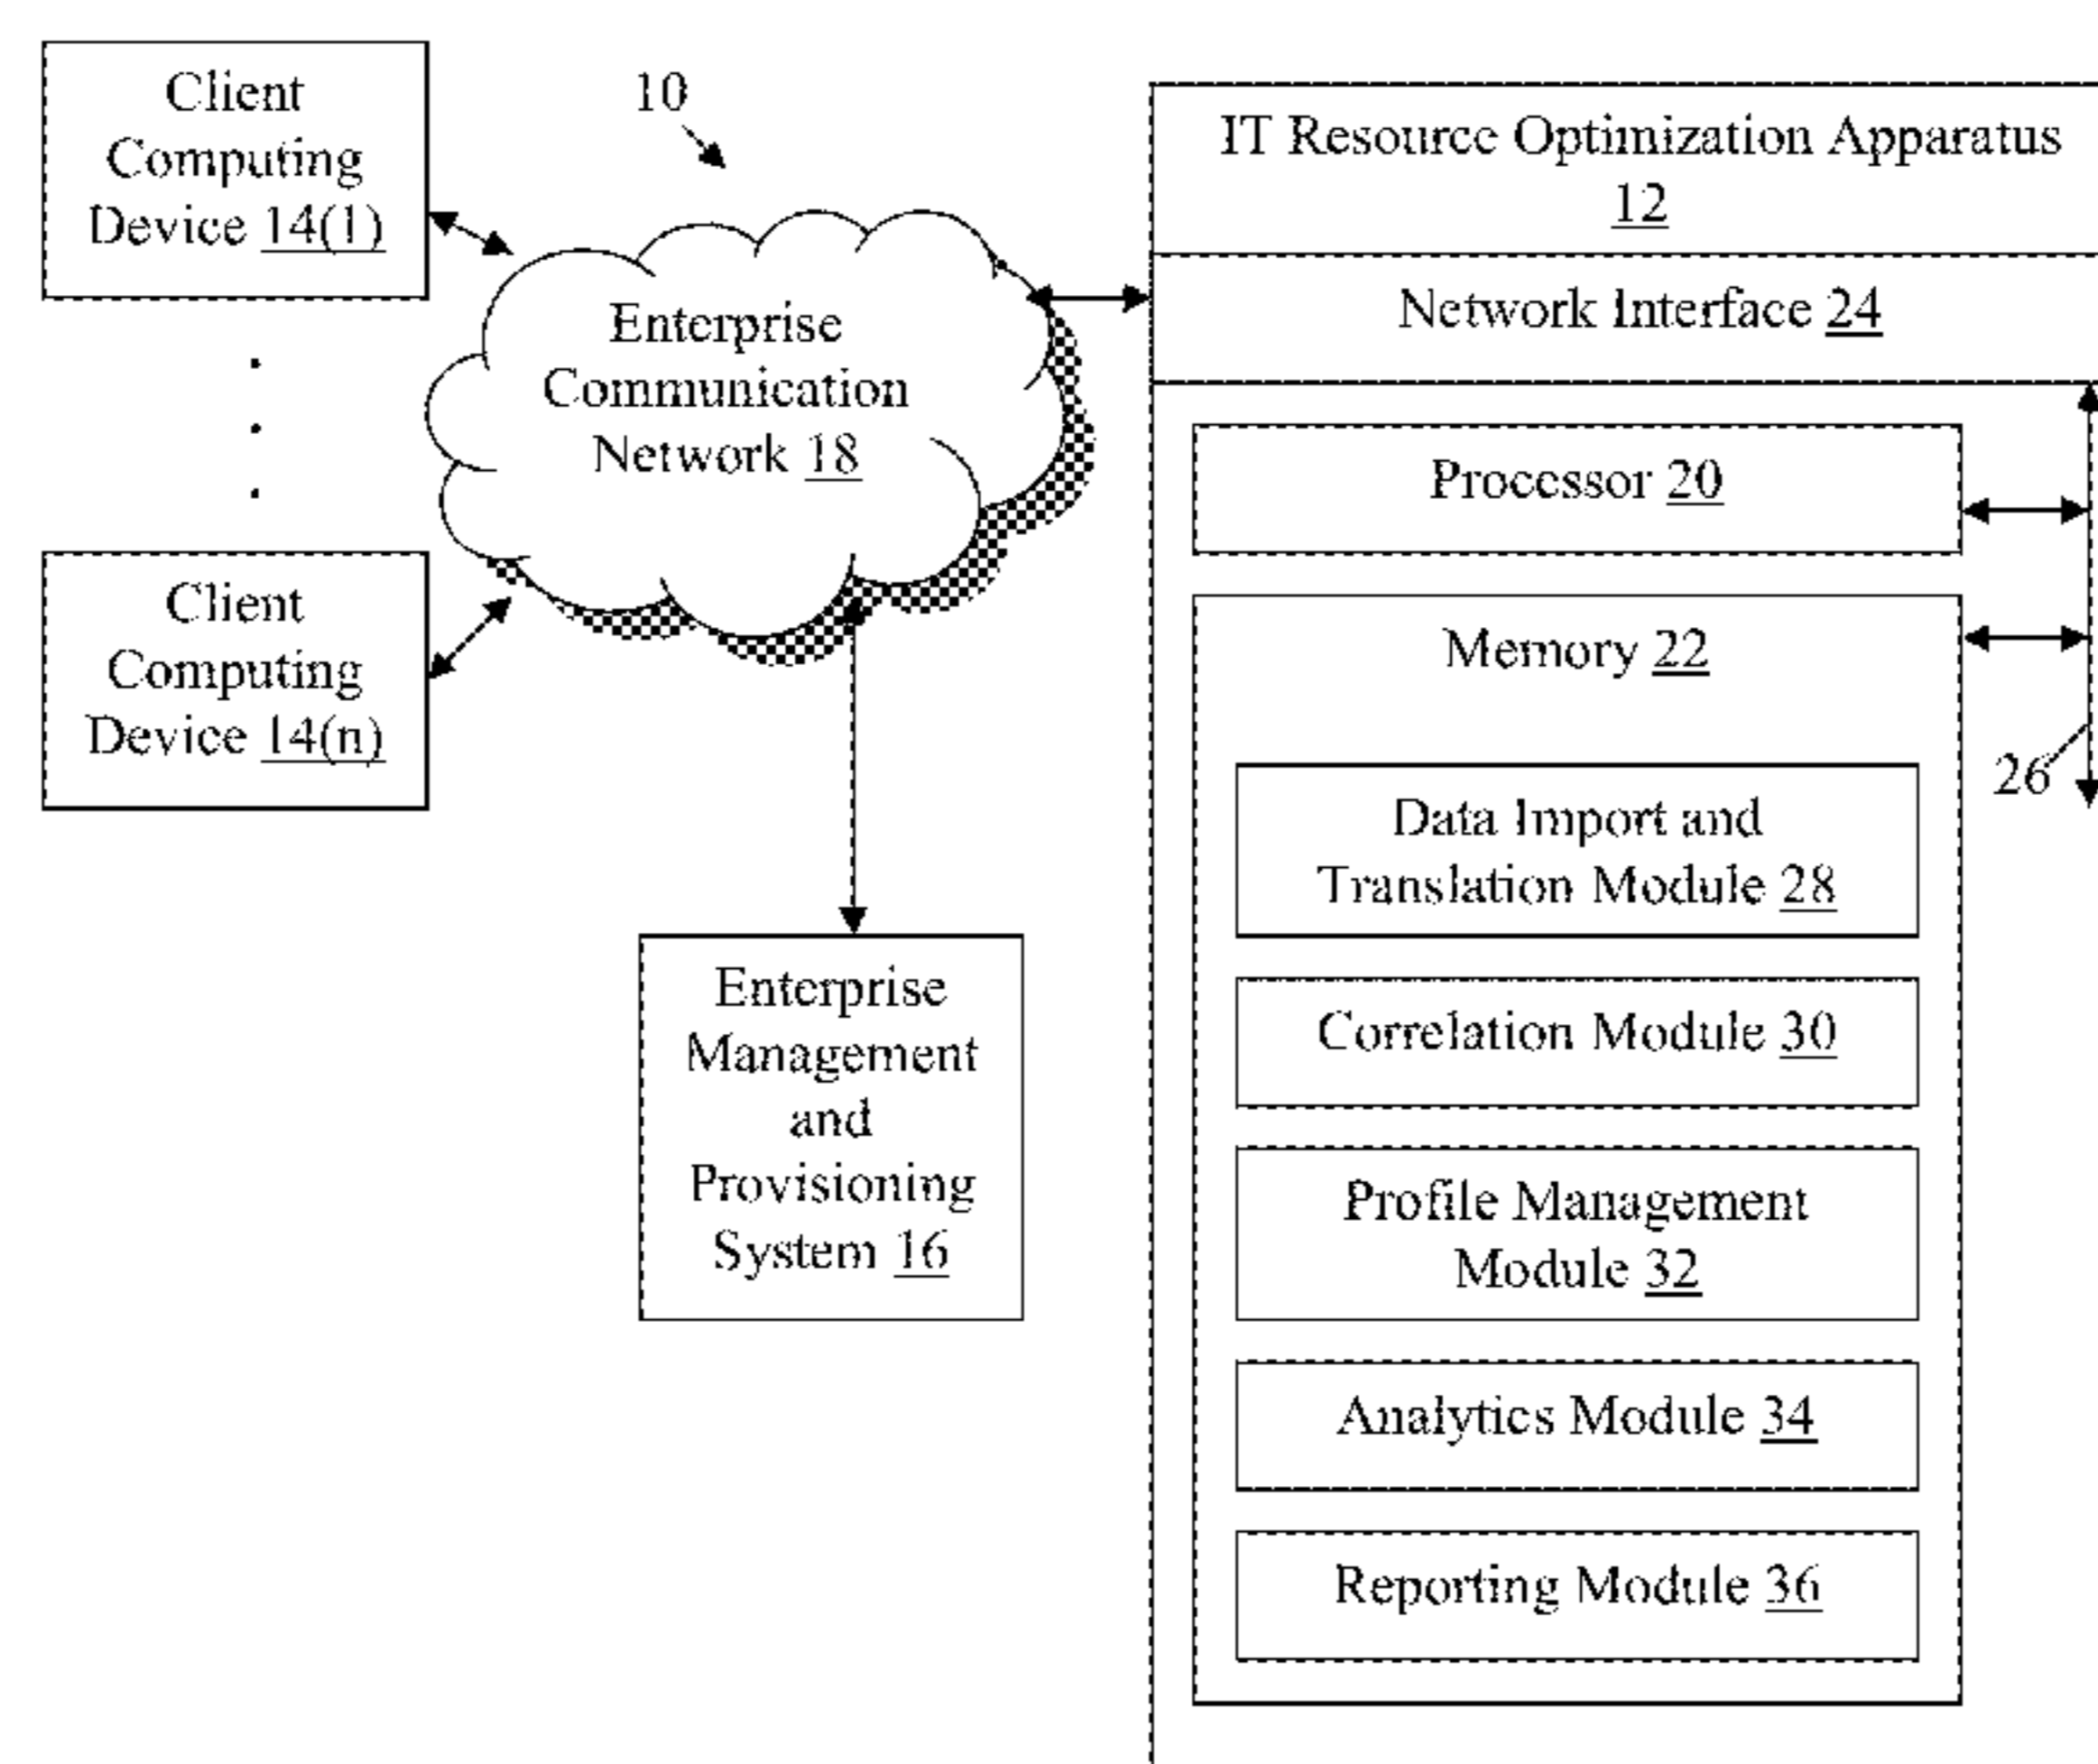 Client
Computing
Device 14(1)
10
Enterprise
Communication
Network 18
Client
Computing
Device 14(n)
Enterprise
Management
and
Provisioning
System 16
IT Resource Optimization Apparatus
12
Network Interface 24
Processor 20
Memory 22
26
Data Import and
Translation Module 28
Correlation Module 30
Profile Management
Module 32
Analytics Module 34
Reporting Module 36